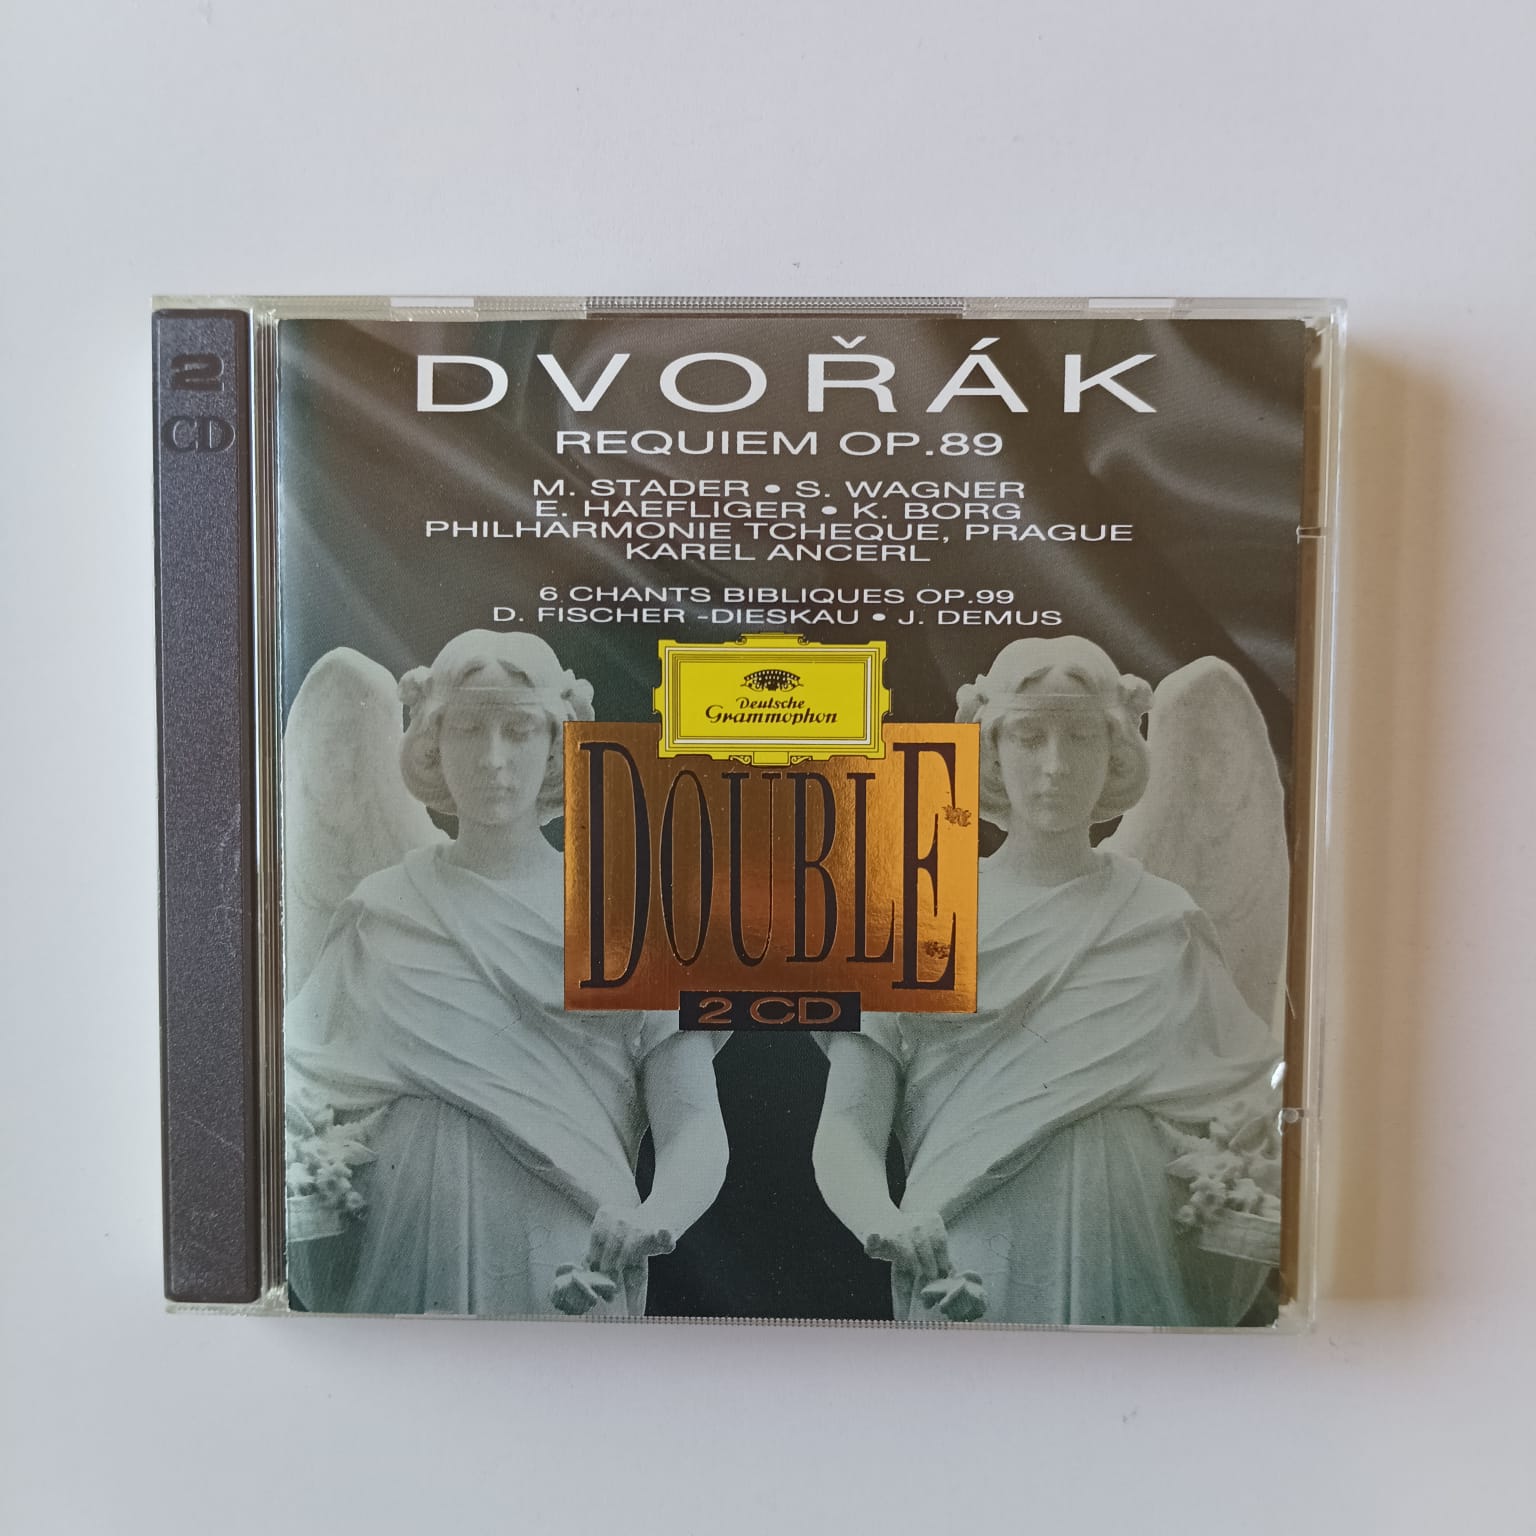 2
CD
DVOŘÁK
REQUIEM OP.89
M. STADER • S. WAGNER
E. HAEFLIGER • K. BORG
PHILHARMONIE TCHEQUE, PRAGUE
KAREL ANCERL
6 CHANTS BIBLIQUES OP.99
D. FISCHER -DIESKAU • J. DEMUS
Deutsche
Grammophon
DOUBLE
2 CD